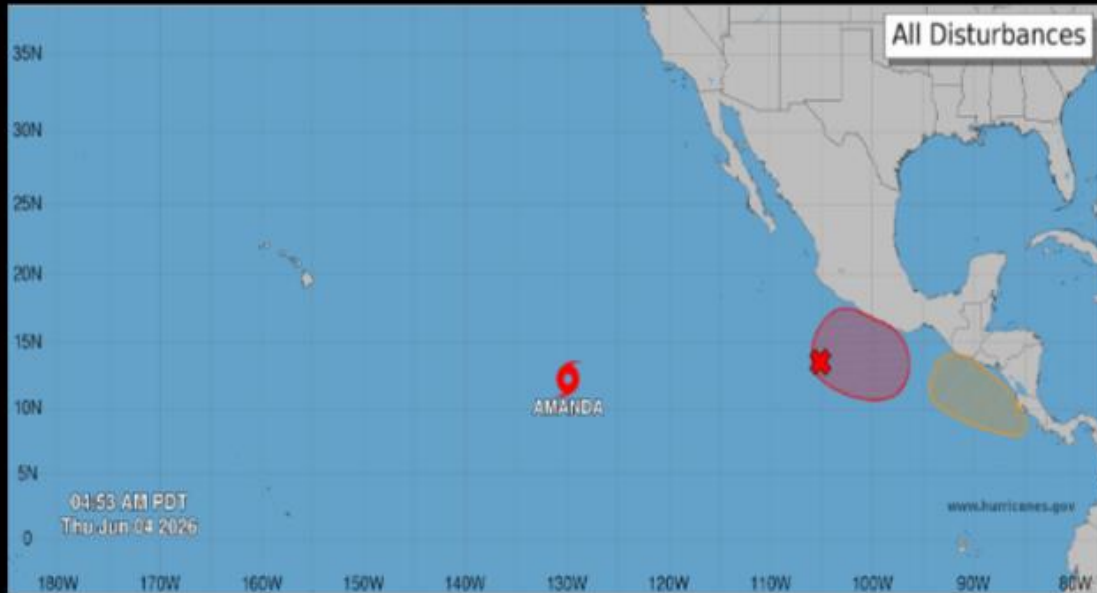 All Disturbances
35N
30N
25N
20N
15N
10N
AMANDA
5N
04:53 AM PDT
Thu Jun 04 2026
www.hurricanes.gov
0
180W 170W 160W 150W 140W 130W 120W 110W 100W 90W 80W